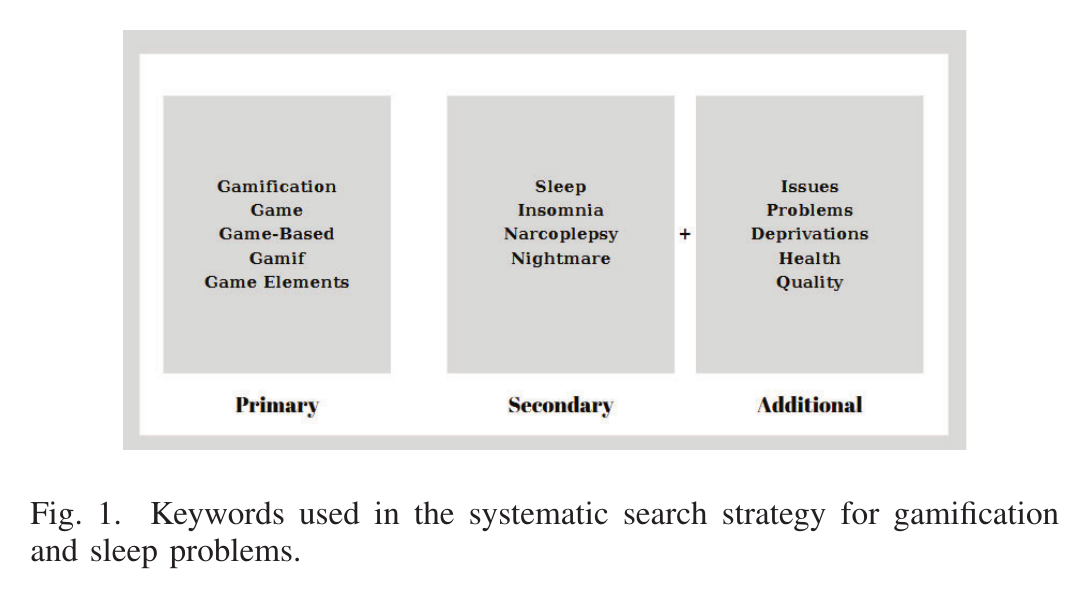 Gamification
Game
Game-Based
Gamif
Game Elements
Primary
Sleep
Insomnia
Narcoplepsy
Nightmare
Secondary
+
Issues
Problems
Deprivations
Health
Quality
Additional
Fig. 1. Keywords used in the systematic search strategy for gamification
and sleep problems.